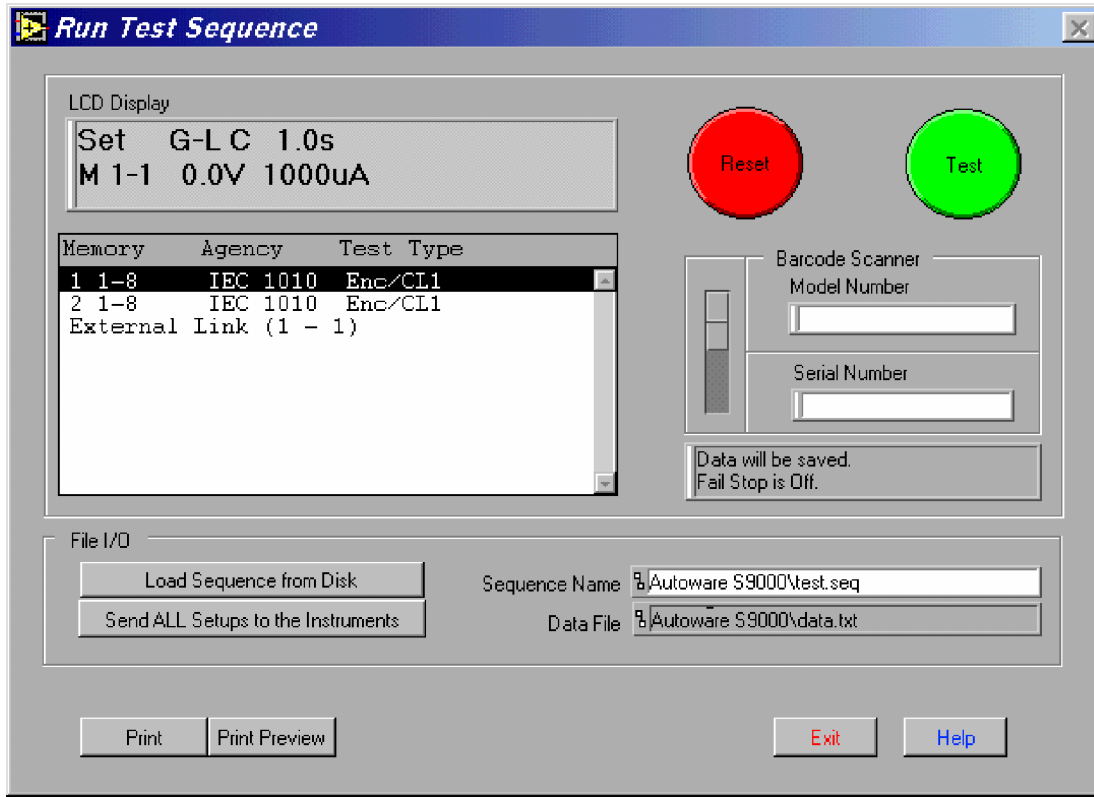 Run Test Sequence
LCD Display
Set G-L C 1.0s
M 1-1 0.0V 1000uA
Reset
Test
Memory Agency Test Type
1 1-8 IEC 1010 Enc/CL1
2 1-8 IEC 1010 Enc/CL1
External Link (1 - 1)
Barcode Scanner
Model Number
Serial Number
Data will be saved.
Fail Stop is Off.
File I/O
Load Sequence from Disk
Send ALL Setups to the Instruments
Sequence Name Autoware S9000\test.seq
Data File Autoware S9000\data.txt
Print
Print Preview
Exit
Help